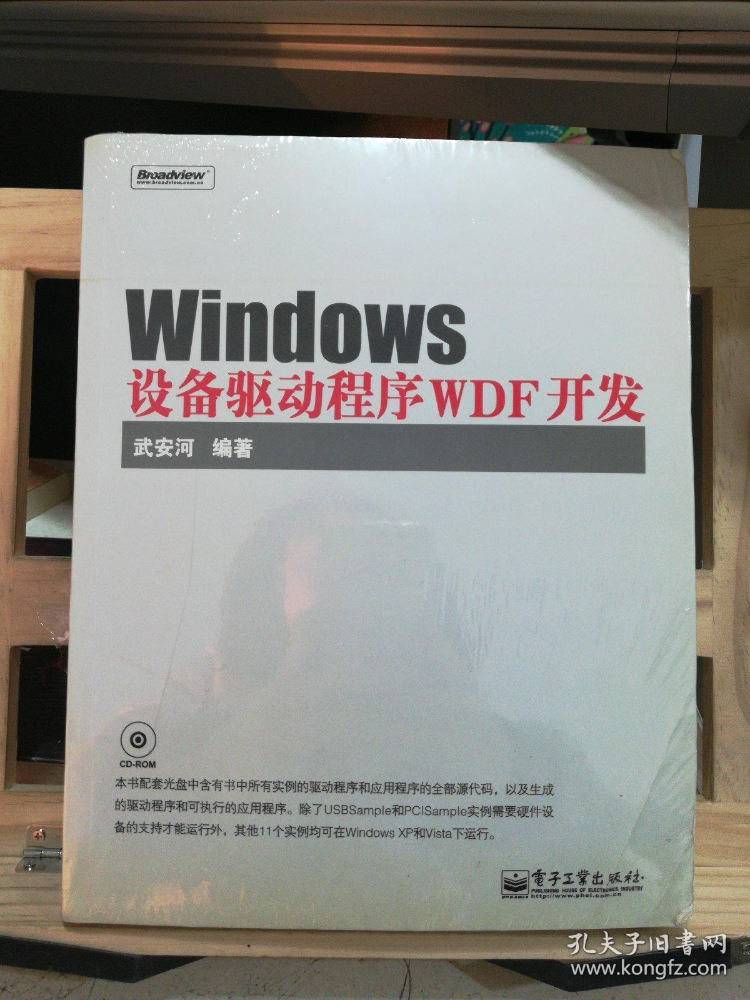 Broadview®
www.broadview.com.cn
Windows
设备驱动程序WDF开发
武安河 编著
CD-ROM
本书配套光盘中含有书中所有实例的驱动程序和应用程序的全部源代码，以及生成
的驱动程序和可执行的应用程序。除了USBSample和PCISample实例需要硬件设
备的支持才能运行外，其他11个实例均可在Windows XP和Vista下运行。
電子工業出版社·
PUBLISHING HOUSE OF ELECTRONICS INDUSTRY
PHEI http://www.phei.com.cn
孔夫子旧書网
www.kongfz.com